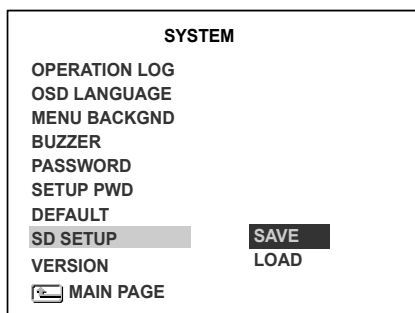 SYSTEM
OPERATION LOG
OSD LANGUAGE
MENU BACKGND
BUZZER
PASSWORD
SETUP PWD
DEFAULT
SD SETUP SAVE
VERSION LOAD
MAIN PAGE